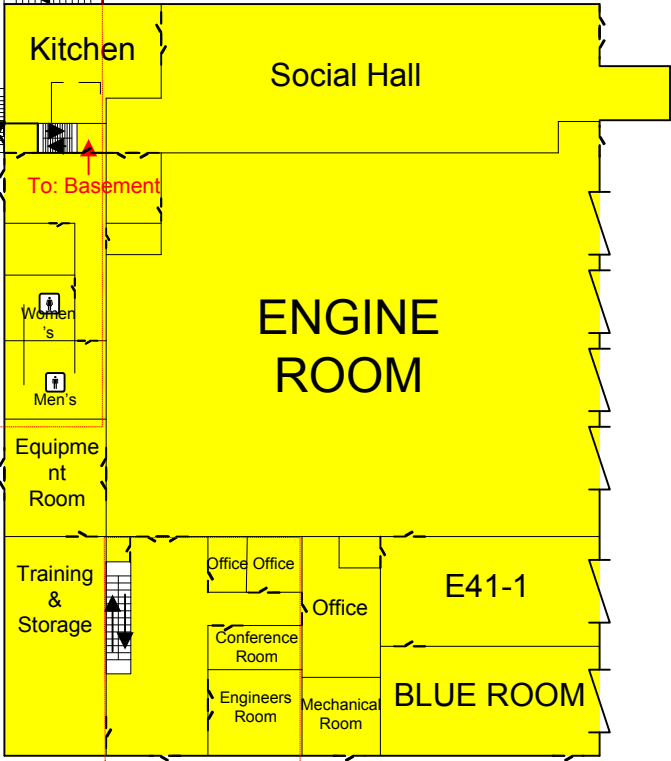 Kitchen
Social Hall
To: Basement
ENGINE
ROOM
Women
's
Men's
Equipme
nt
Room
Training
&
Storage
Office Office
Office
Conference
Room
Engineers
Room
Mechanical
Room
E41-1
BLUE ROOM